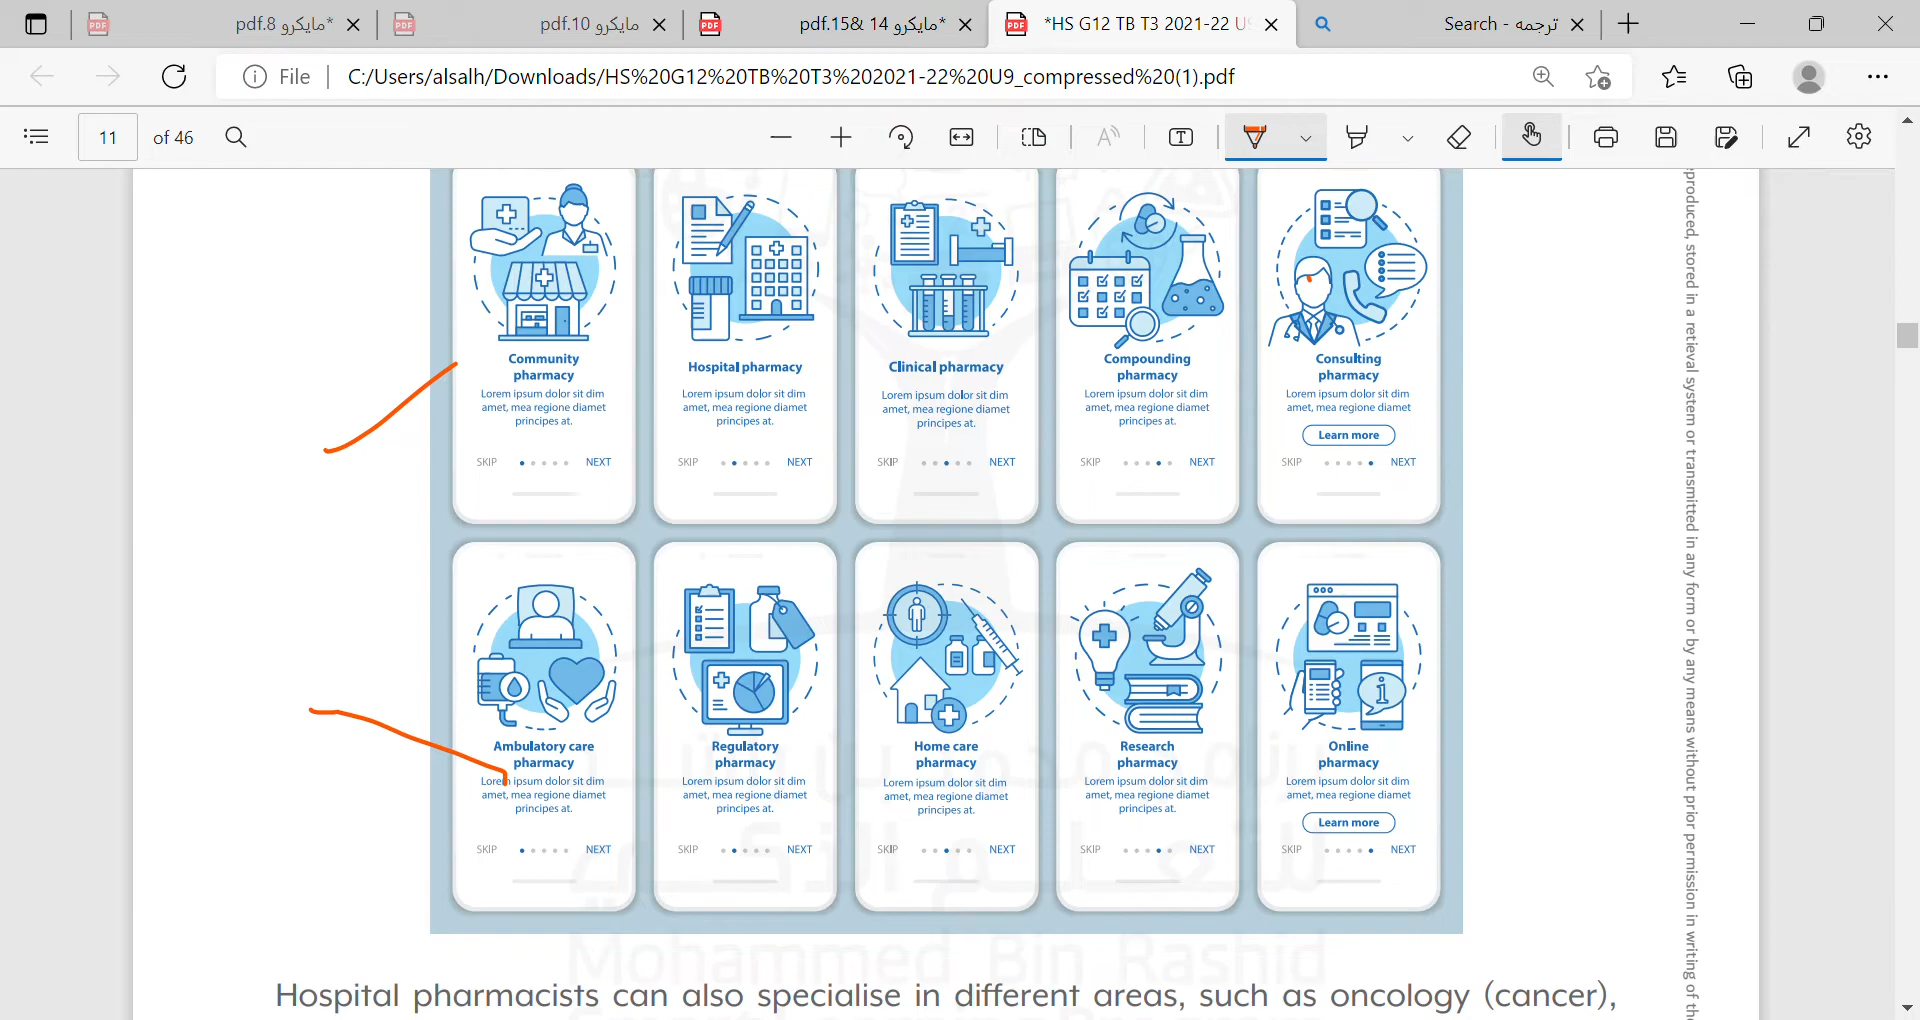 pdf.8 مايكرو*
pdf.10 مايكرو
pdf.15& 14 مايكرو*
*HS G12 TB T3 2021-22 U
Search - ترجمه
File
C:/Users/alsalh/Downloads/HS%20G12%20TB%20T3%202021-22%20U9_compressed%20(1).pdf
11 of 46
Community
pharmacy
Lorem ipsum dolor sit dim
amet, mea regione diamet
principes at.
SKIP
NEXT
Hospital pharmacy
Lorem ipsum dolor sit dim
amet, mea regione diamet
principes at.
SKIP
NEXT
Clinical pharmacy
Lorem ipsum dolor sit dim
amet, mea regione diamet
principes at.
SKIP
NEXT
Compounding
pharmacy
Lorem ipsum dolor sit dim
amet, mea regione diamet
principes at.
SKIP
NEXT
Consulting
pharmacy
Lorem ipsum dolor sit dim
amet, mea regione diamet
Learn more
SKIP
NEXT
Ambulatory care
pharmacy
Lorem ipsum dolor sit dim
amet, mea regione diamet
principes at.
SKIP
NEXT
Regulatory
pharmacy
Lorem ipsum dolor sit dim
amet, mea regione diamet
principes at.
SKIP
NEXT
Home care
pharmacy
Lorem ipsum dolor sit dim
amet, mea regione diamet
principes at.
SKIP
NEXT
Research
pharmacy
Lorem ipsum dolor sit dim
amet, mea regione diamet
principes at.
SKIP
NEXT
Online
pharmacy
Lorem ipsum dolor sit dim
amet, mea regione diamet
Learn more
SKIP
NEXT
produced, stored in a retieval system or transmitted in any form or by any means without prior permission in writing of th
Mohammed Bin Rashid
Hospital pharmacists can also specialise in different areas, such as oncology (cancer),